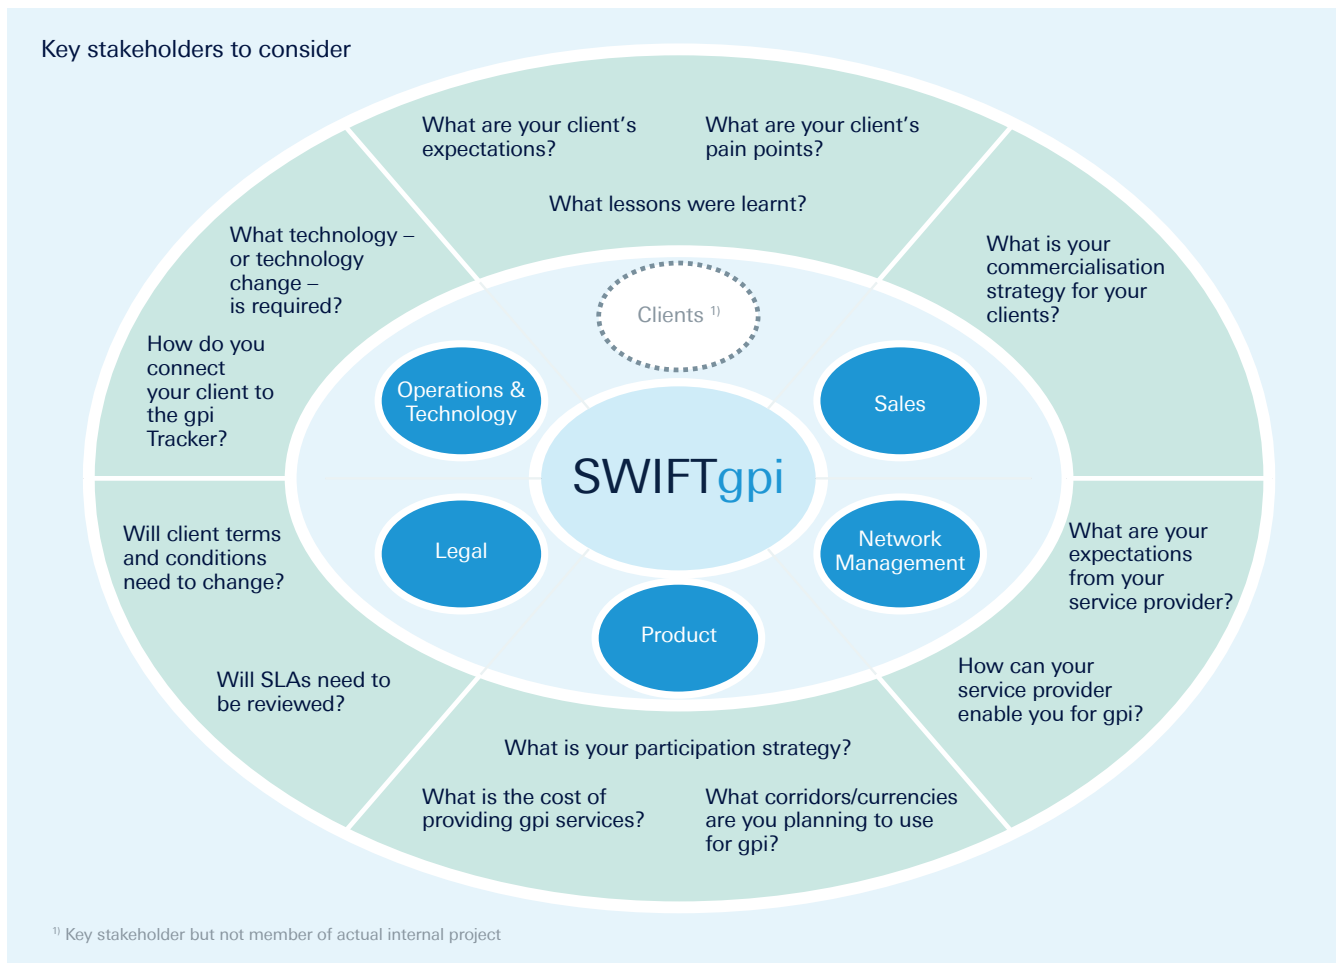 Key stakeholders to consider
What are your client’s
expectations?
What are your client’s
pain points?
What lessons were learnt?
What technology –
or technology
change –
is required?
How do you
connect
your client to
the gpi
Tracker?
What is your
commercialisation
strategy for your
clients?
Clients ¹⁾
Operations &
Technology
Sales
SWIFTgpi
Legal
Network
Management
Product
Will client terms
and conditions
need to change?
Will SLAs need to
be reviewed?
What are your
expectations
from your
service provider?
How can your
service provider
enable you for gpi?
What is your participation strategy?
What is the cost of
providing gpi services?
What corridors/currencies
are you planning to use
for gpi?
¹⁾ Key stakeholder but not member of actual internal project